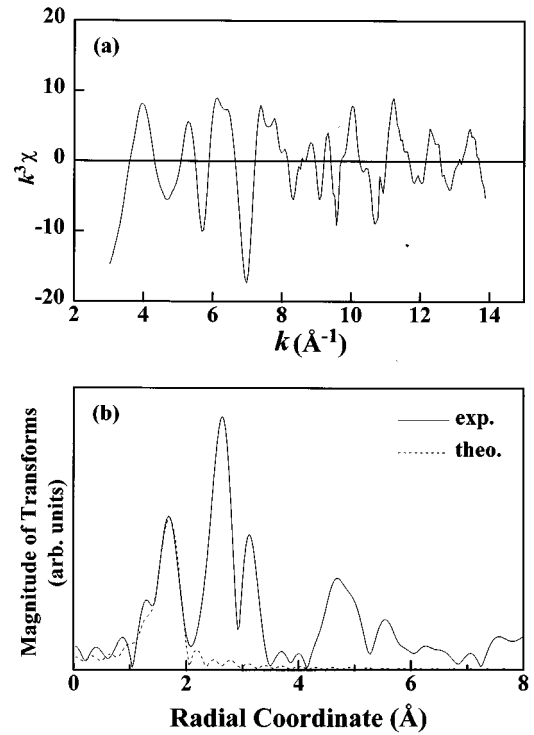 (a)
20
10
0
-10
-20
k³χ
2 4 6 8 10 12 14
k (Å⁻¹)
(b)
exp.
theo.
Magnitude of Transforms
(arb. units)
0 2 4 6 8
Radial Coordinate (Å)